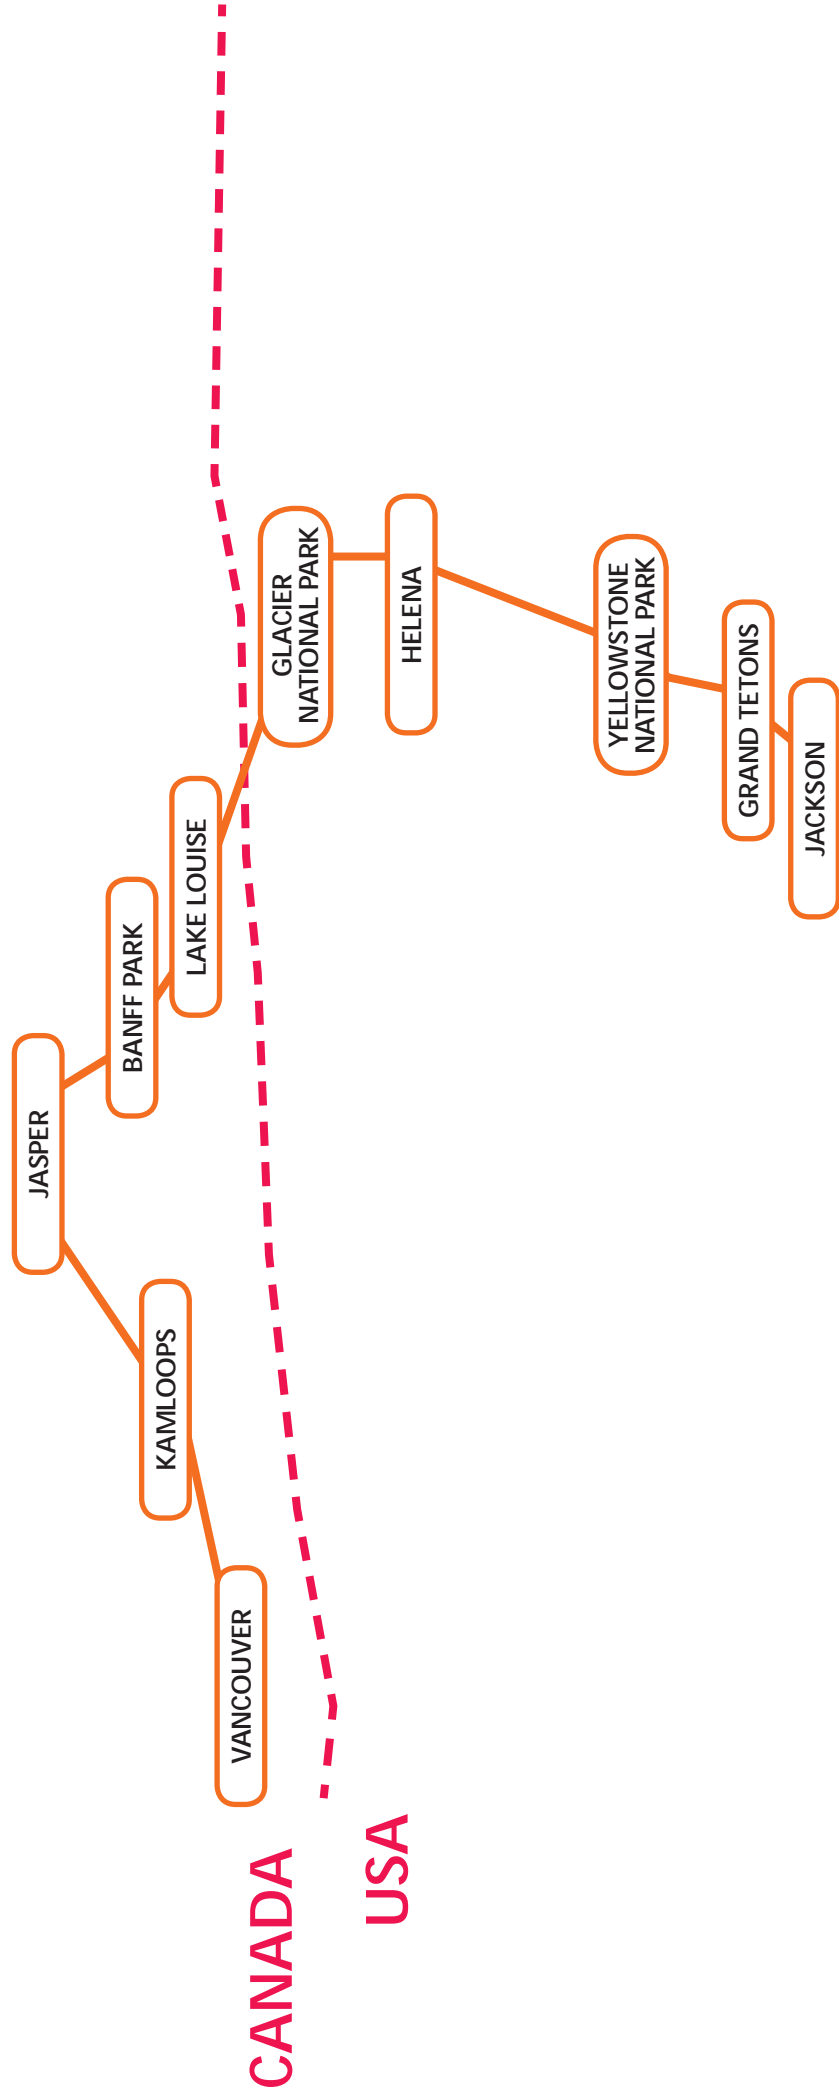 JASPER
BANFF PARK
KAMLOOPS
LAKE LOUISE
VANCOUVER
CANADA
GLACIER
NATIONAL PARK
USA
HELENA
YELLOWSTONE
NATIONAL PARK
GRAND TETONS
JACKSON